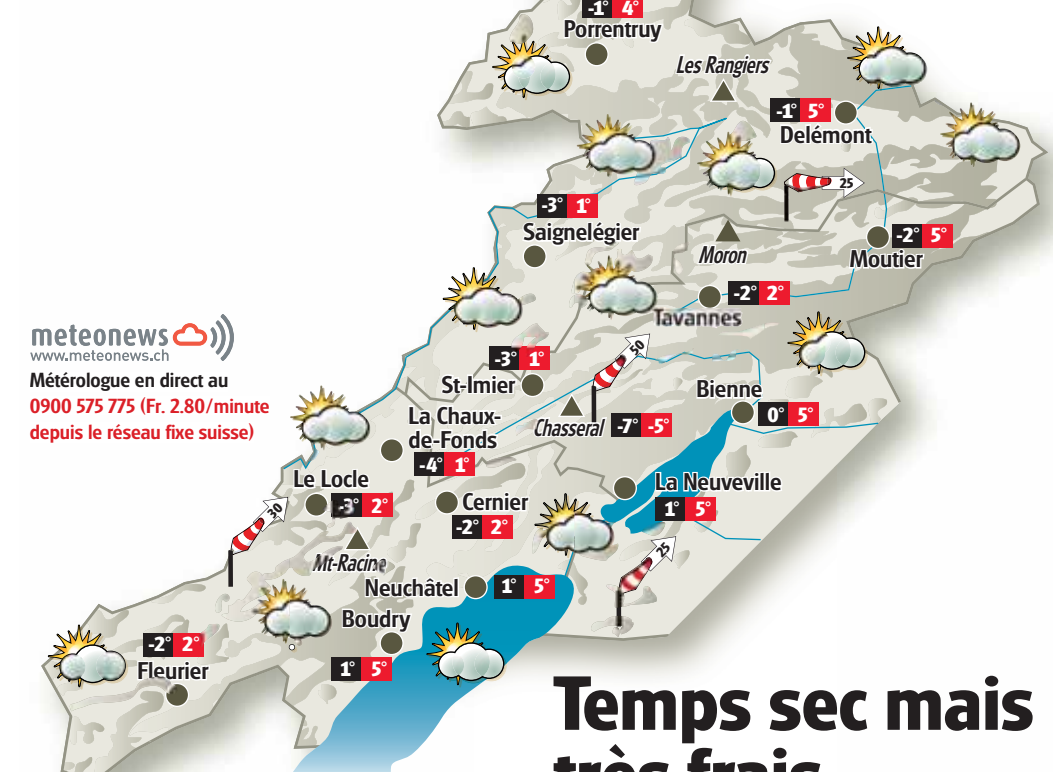 -1° 4°
Porrentruy
Les Rangiers
-1° 5°
Delémont
25
-3° 1°
Saignelégier
-2° 5°
Moutier
Moron
-2° 2°
Tavannes
meteonews
www.meteonews.ch
Météorologue en direct au
0900 575 775 (Fr. 2.80/minute
depuis le réseau fixe suisse)
50
-3° 1°
St-Imier
Bienne
0° 5°
Chasseral -7° -5°
La Chaux-
de-Fonds
-4° 1°
Le Locle
-3° 2°
Cernier
-2° 2°
La Neuveville
1° 5°
30
Mt-Racine
25
Neuchâtel 1° 5°
Boudry
1° 5°
-2° 2°
Fleurier
Temps sec mais
très frais